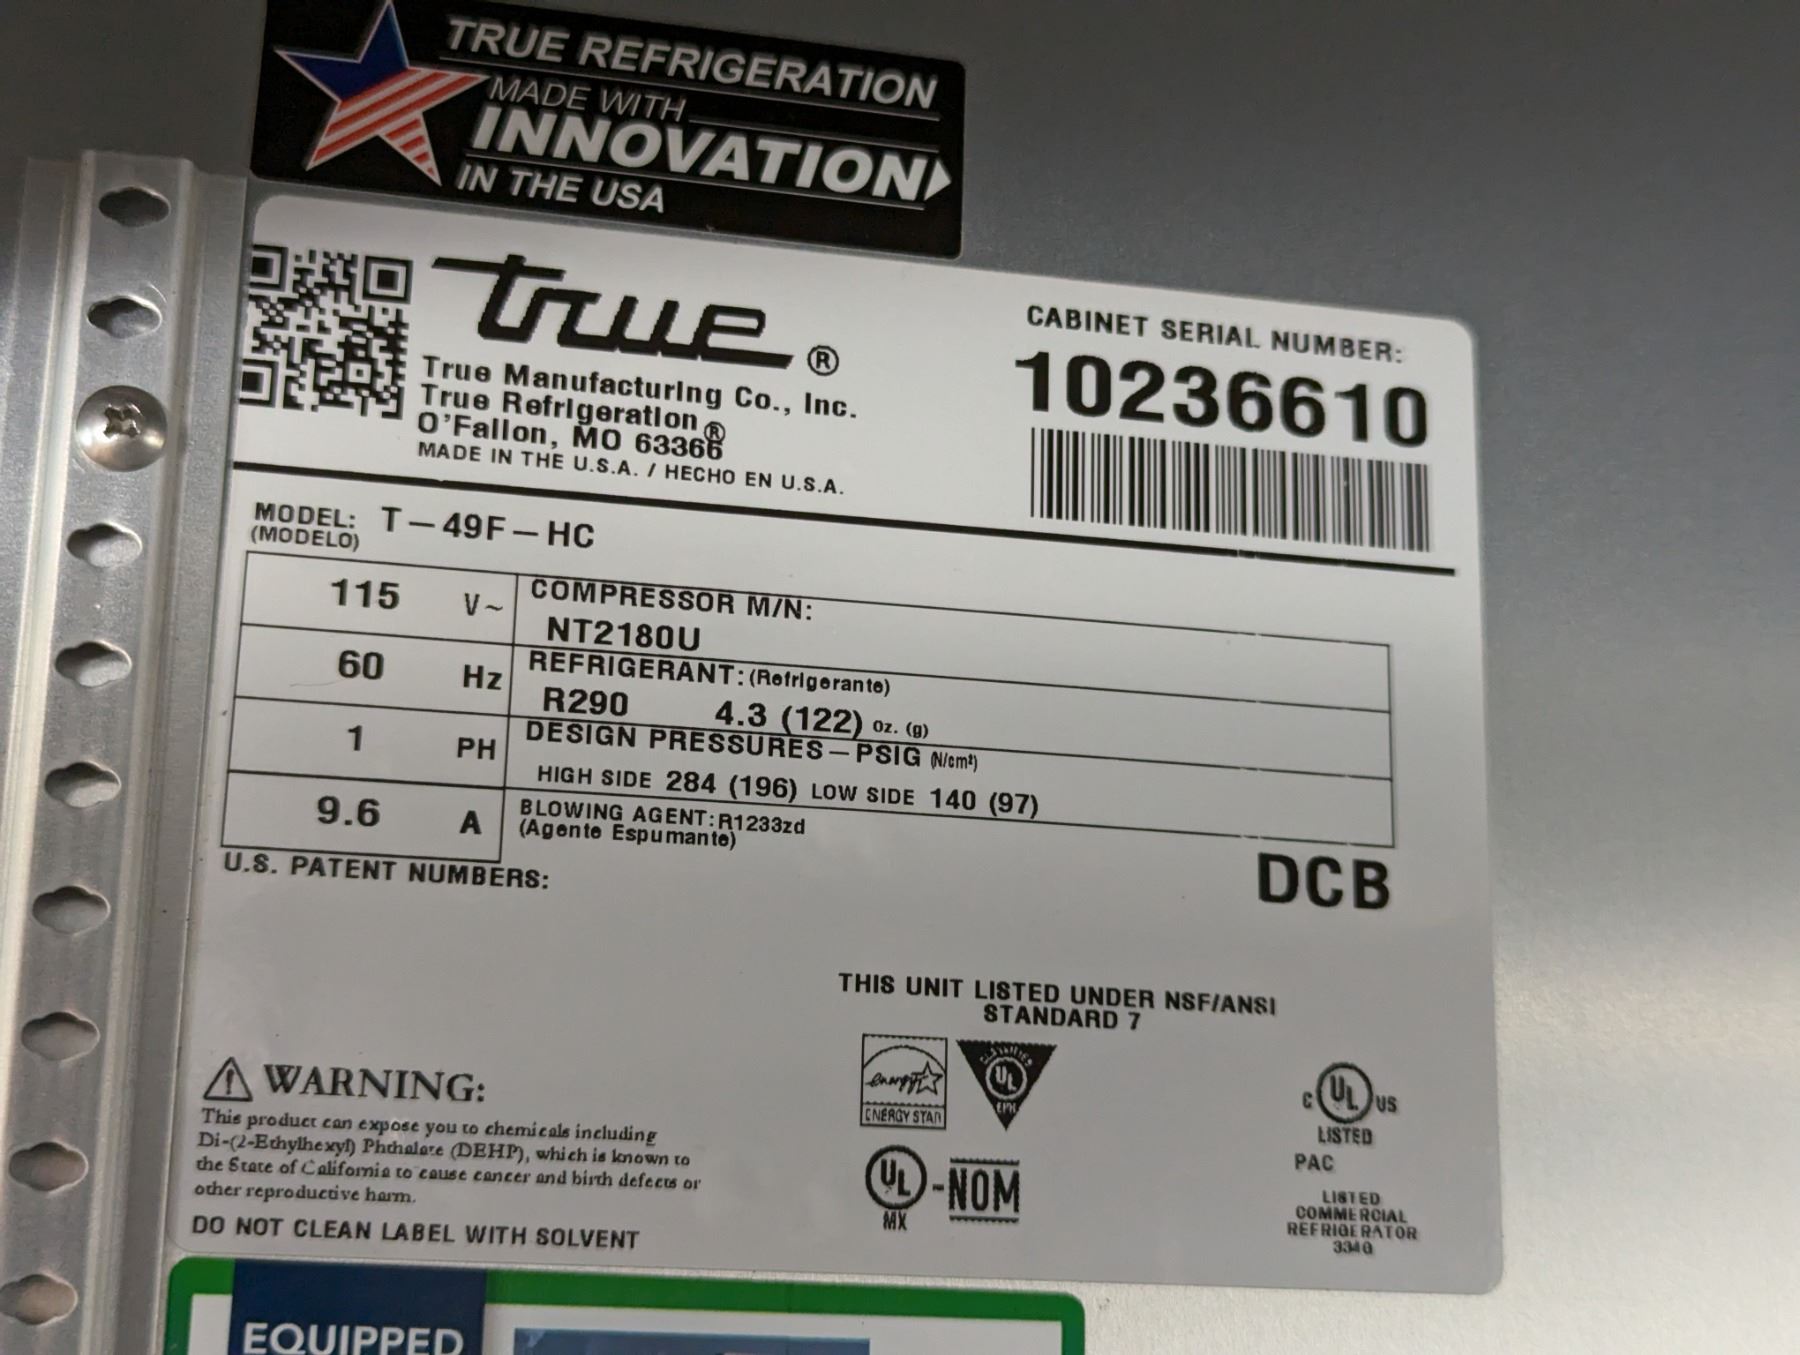 TRUE REFRIGERATION
MADE WITH
INNOVATION
IN THE USA
true®
True Manufacturing Co., Inc.
True Refrigeration®
O'Fallon, MO 63366
MADE IN THE U.S.A. / HECHO EN U.S.A.
CABINET SERIAL NUMBER:
10236610
MODEL: T-49F-HC
(MODELO)
115 V~
60 Hz
1 PH
9.6 A
COMPRESSOR M/N:
NT2180U
REFRIGERANT: (Refrigerante)
R290 4.3 (122) oz. (g)
DESIGN PRESSURES-PSIG (N/cm²)
HIGH SIDE 284 (196) LOW SIDE 140 (97)
BLOWING AGENT: R1233zd
(Agente Espumante)
U.S. PATENT NUMBERS:
DCB
THIS UNIT LISTED UNDER NSF/ANSI
STANDARD 7
energy
ENERGY STAR
CLASSIFIED
UL
EPH
UL
MX
-NOM
C UL US
LISTED
PAC
LISTED
COMMERCIAL
REFRIGERATOR
⚠ WARNING:
This product can expose you to chemicals including
Di-(2-Ethylhexyl) Phthalate (DEHP), which is known to
the State of California to cause cancer and birth defects or
other reproductive harm.
DO NOT CLEAN LABEL WITH SOLVENT
EQUIPPED